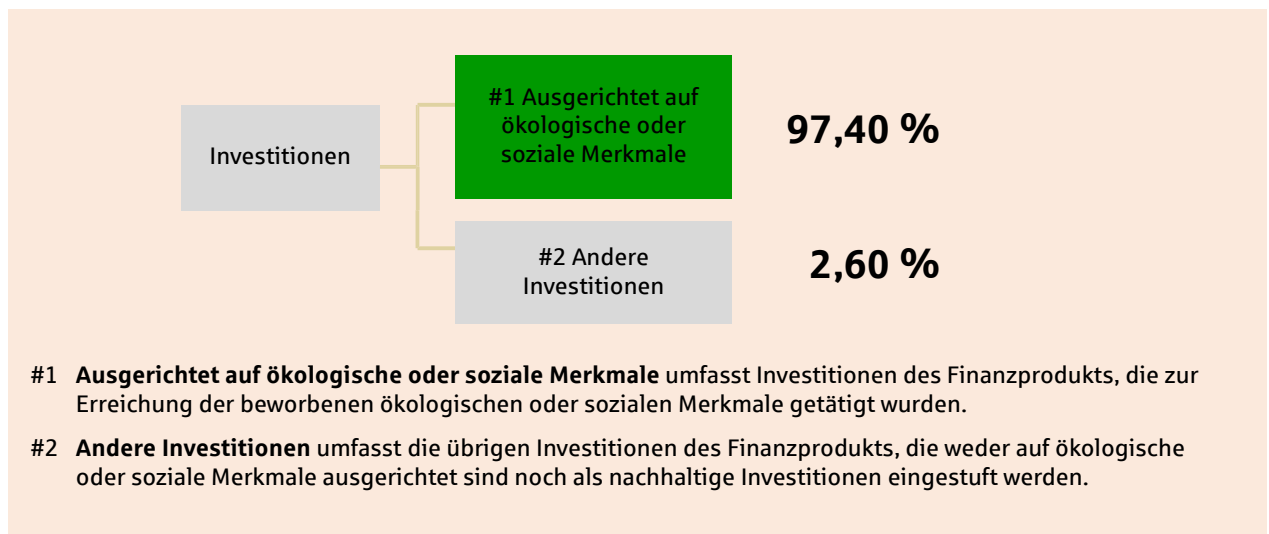 #1 Ausgerichtet auf
ökologische oder
soziale Merkmale
97,40 %
Investitionen
#2 Andere
Investitionen
2,60 %
#1 Ausgerichtet auf ökologische oder soziale Merkmale umfasst Investitionen des Finanzprodukts, die zur
Erreichung der beworbenen ökologischen oder sozialen Merkmale getätigt wurden.
#2 Andere Investitionen umfasst die übrigen Investitionen des Finanzprodukts, die weder auf ökologische
oder soziale Merkmale ausgerichtet sind noch als nachhaltige Investitionen eingestuft werden.